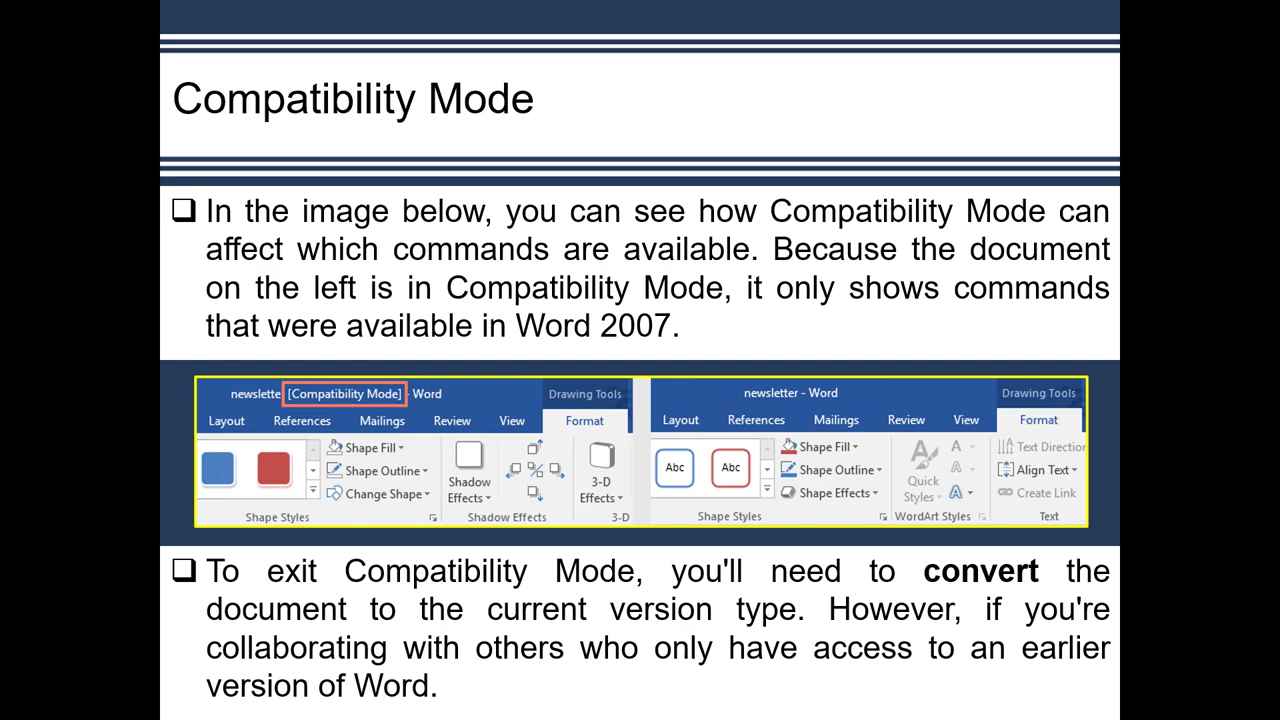 Compatibility Mode
In the image below, you can see how Compatibility Mode can
affect which commands are available. Because the document
on the left is in Compatibility Mode, it only shows commands
that were available in Word 2007.
newslette [Compatibility Mode] - Word Drawing Tools
Layout References Mailings Review View Format
Shape Fill
Shape Outline
Change Shape
Shadow
Effects
3-D
Effects
Shape Styles Shadow Effects 3-D
newsletter - Word Drawing Tools
Layout References Mailings Review View Format
Abc Abc
Shape Fill
Shape Outline
Shape Effects
Quick
Styles
A
A
A
A
Text Direction
Align Text
Create Link
Shape Styles WordArt Styles Text
To exit Compatibility Mode, you'll need to convert the
document to the current version type. However, if you're
collaborating with others who only have access to an earlier
version of Word.